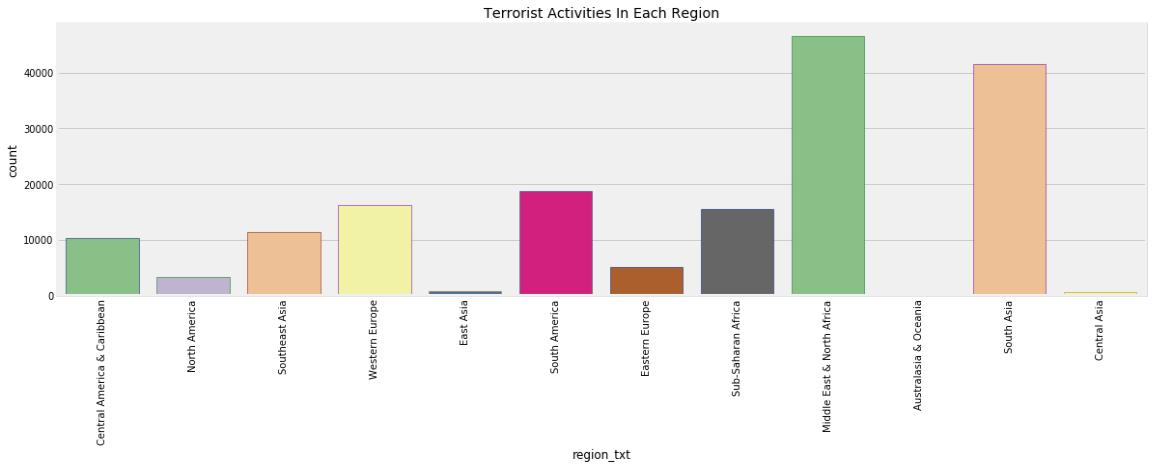 Terrorist Activities In Each Region
count
40000
30000
20000
10000
0
Central America & Caribbean
North America
Southeast Asia
Western Europe
East Asia
South America
Eastern Europe
Sub-Saharan Africa
Middle East & North Africa
Australasia & Oceania
South Asia
Central Asia
region_txt